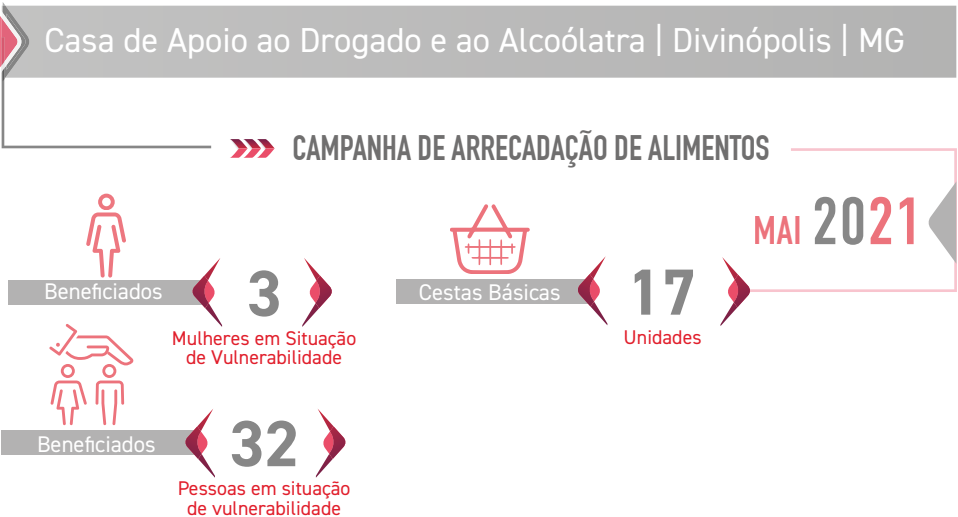 Casa de Apoio ao Drogado e ao Alcoólatra | Divinópolis | MG
CAMPANHA DE ARRECADAÇÃO DE ALIMENTOS
MAI 2021
Beneficiados
3
Mulheres em Situação
de Vulnerabilidade
Cestas Básicas
17
Unidades
Beneficiados
32
Pessoas em situação
de vulnerabilidade